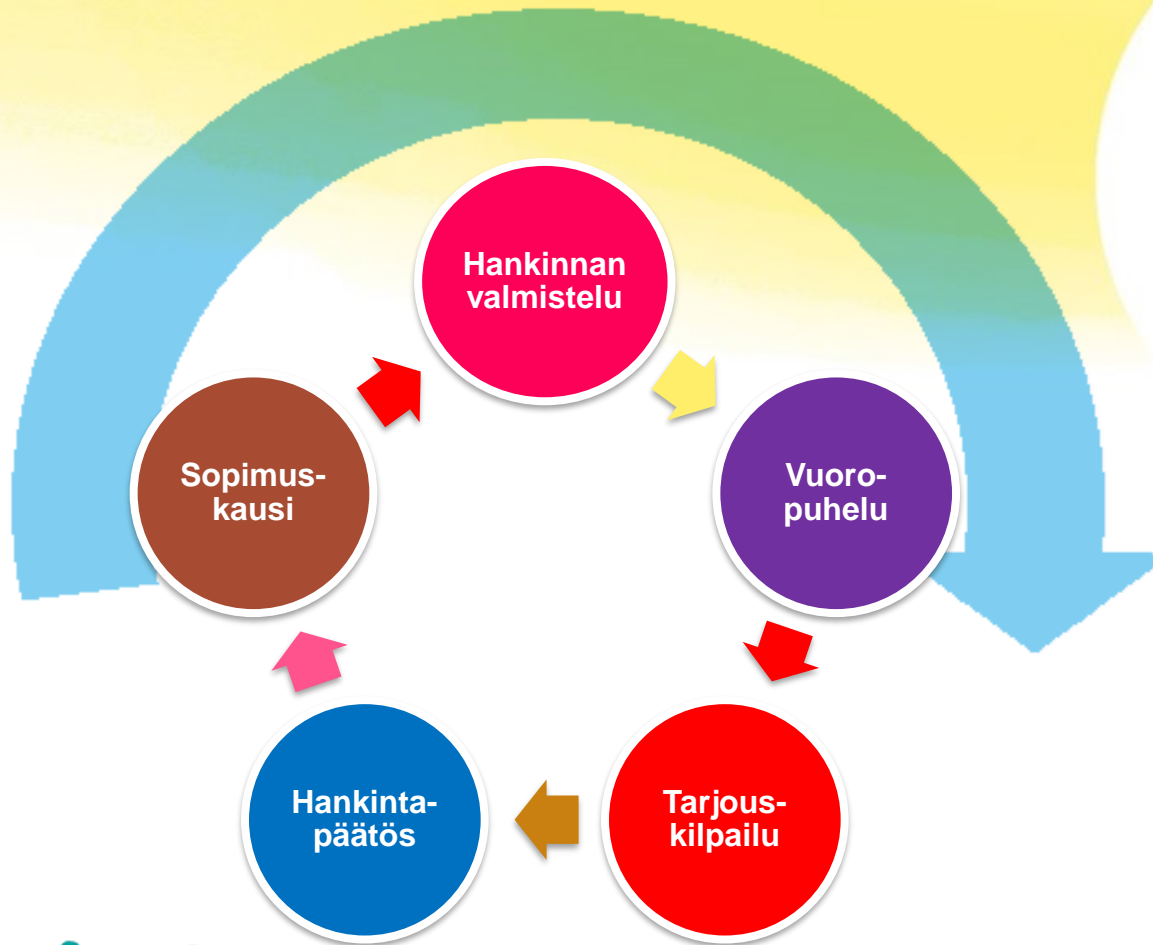 Hankinnan
valmistelu
Vuoro-
puhelu
Tarjous-
kilpailu
Hankinta-
päätös
Sopimus-
kausi